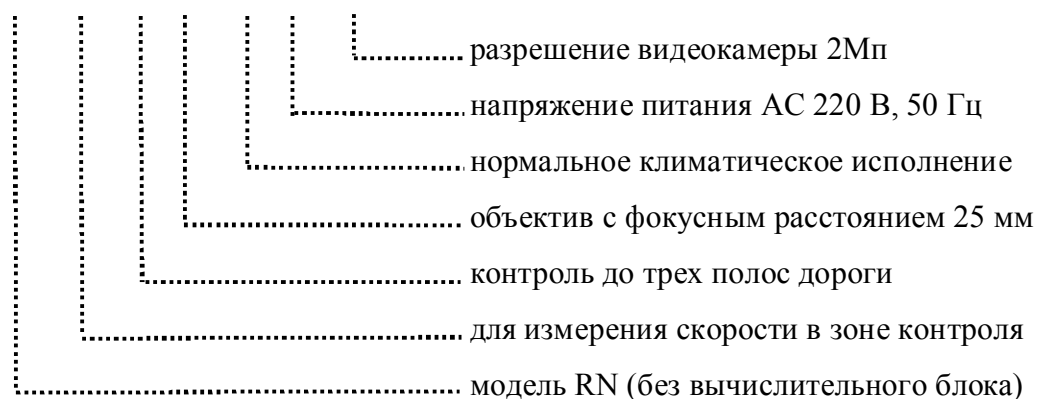 разрешение видеокамеры 2Мп
напряжение питания AC 220 В, 50 Гц
нормальное климатическое исполнение
объектив с фокусным расстоянием 25 мм
контроль до трех полос дороги
для измерения скорости в зоне контроля
модель RN (без вычислительного блока)